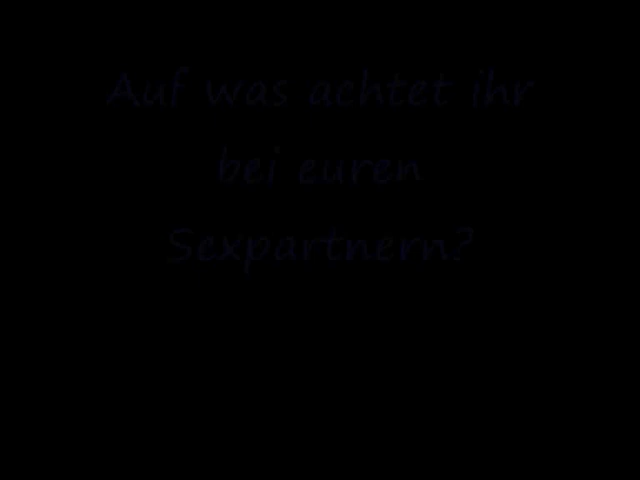 Auf was achtet ihr
bei euren
Sexpartnern?